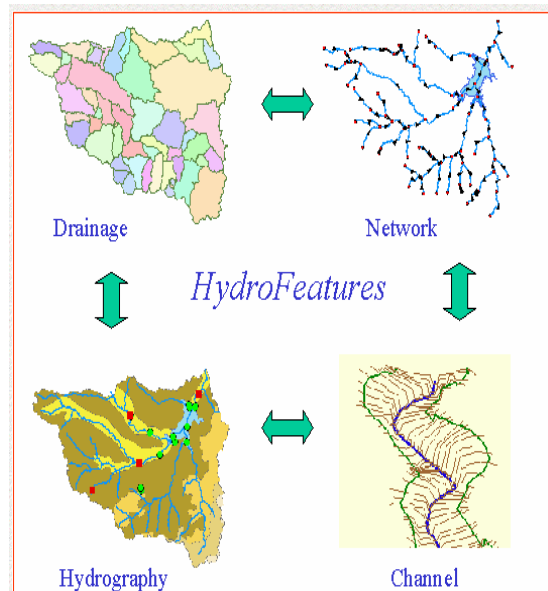 Drainage
Network
HydroFeatures
Hydrography
Channel